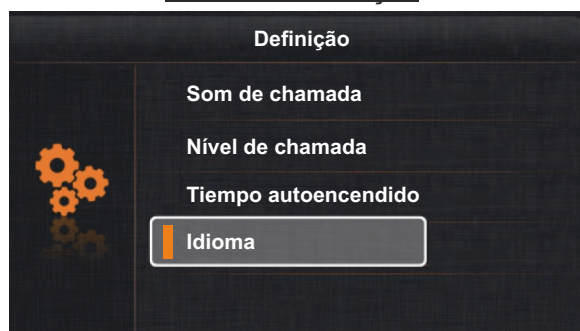 Definição
Som de chamada
Nível de chamada
Tiempo autoencendido
Idioma